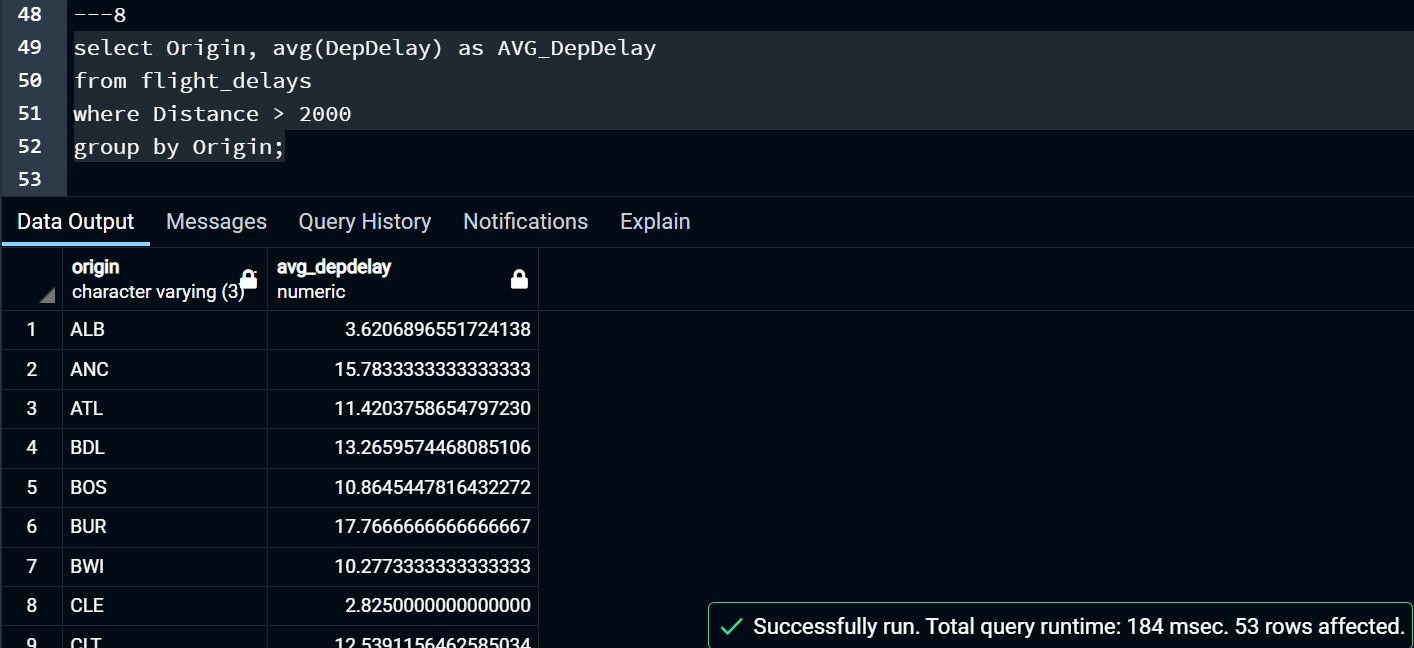 48 ---8
49 select Origin, avg(DepDelay) as AVG_DepDelay
50 from flight_delays
51 where Distance > 2000
52 group by Origin;
53
Data Output Messages Query History Notifications Explain
origin avg_depdelay
character varying (3) numeric
1 ALB 3.6206896551724138
2 ANC 15.7833333333333333
3 ATL 11.4203758654797230
4 BDL 13.2659574468085106
5 BOS 10.8645447816432272
6 BUR 17.7666666666666667
7 BWI 10.2773333333333333
8 CLE 2.8250000000000000
9 CLT 12.5391156462585034
Successfully run. Total query runtime: 184 msec. 53 rows affected.